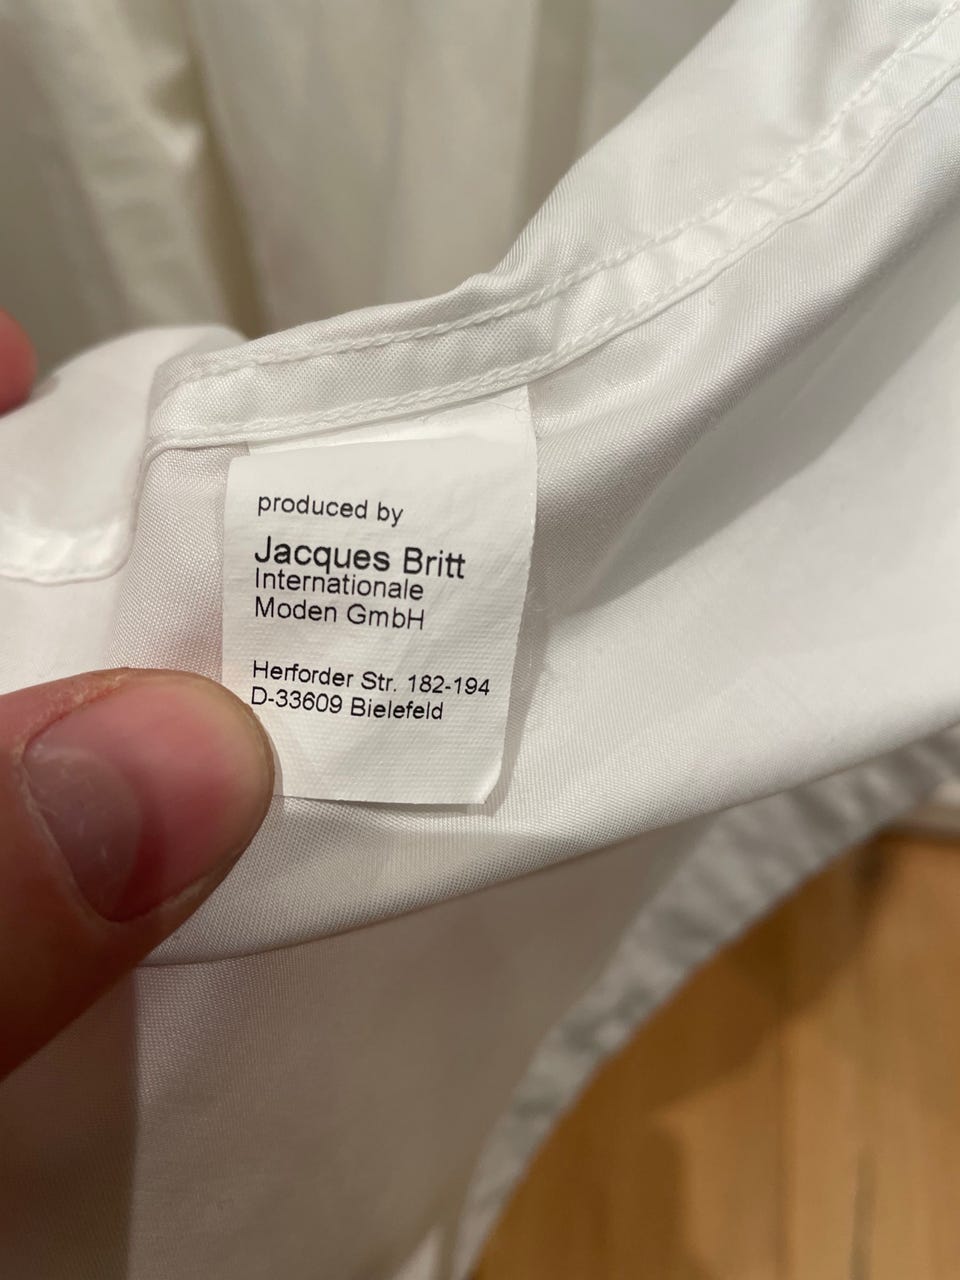 produced by
Jacques Britt
Internationale
Moden GmbH
Herforder Str. 182-194
D-33609 Bielefeld